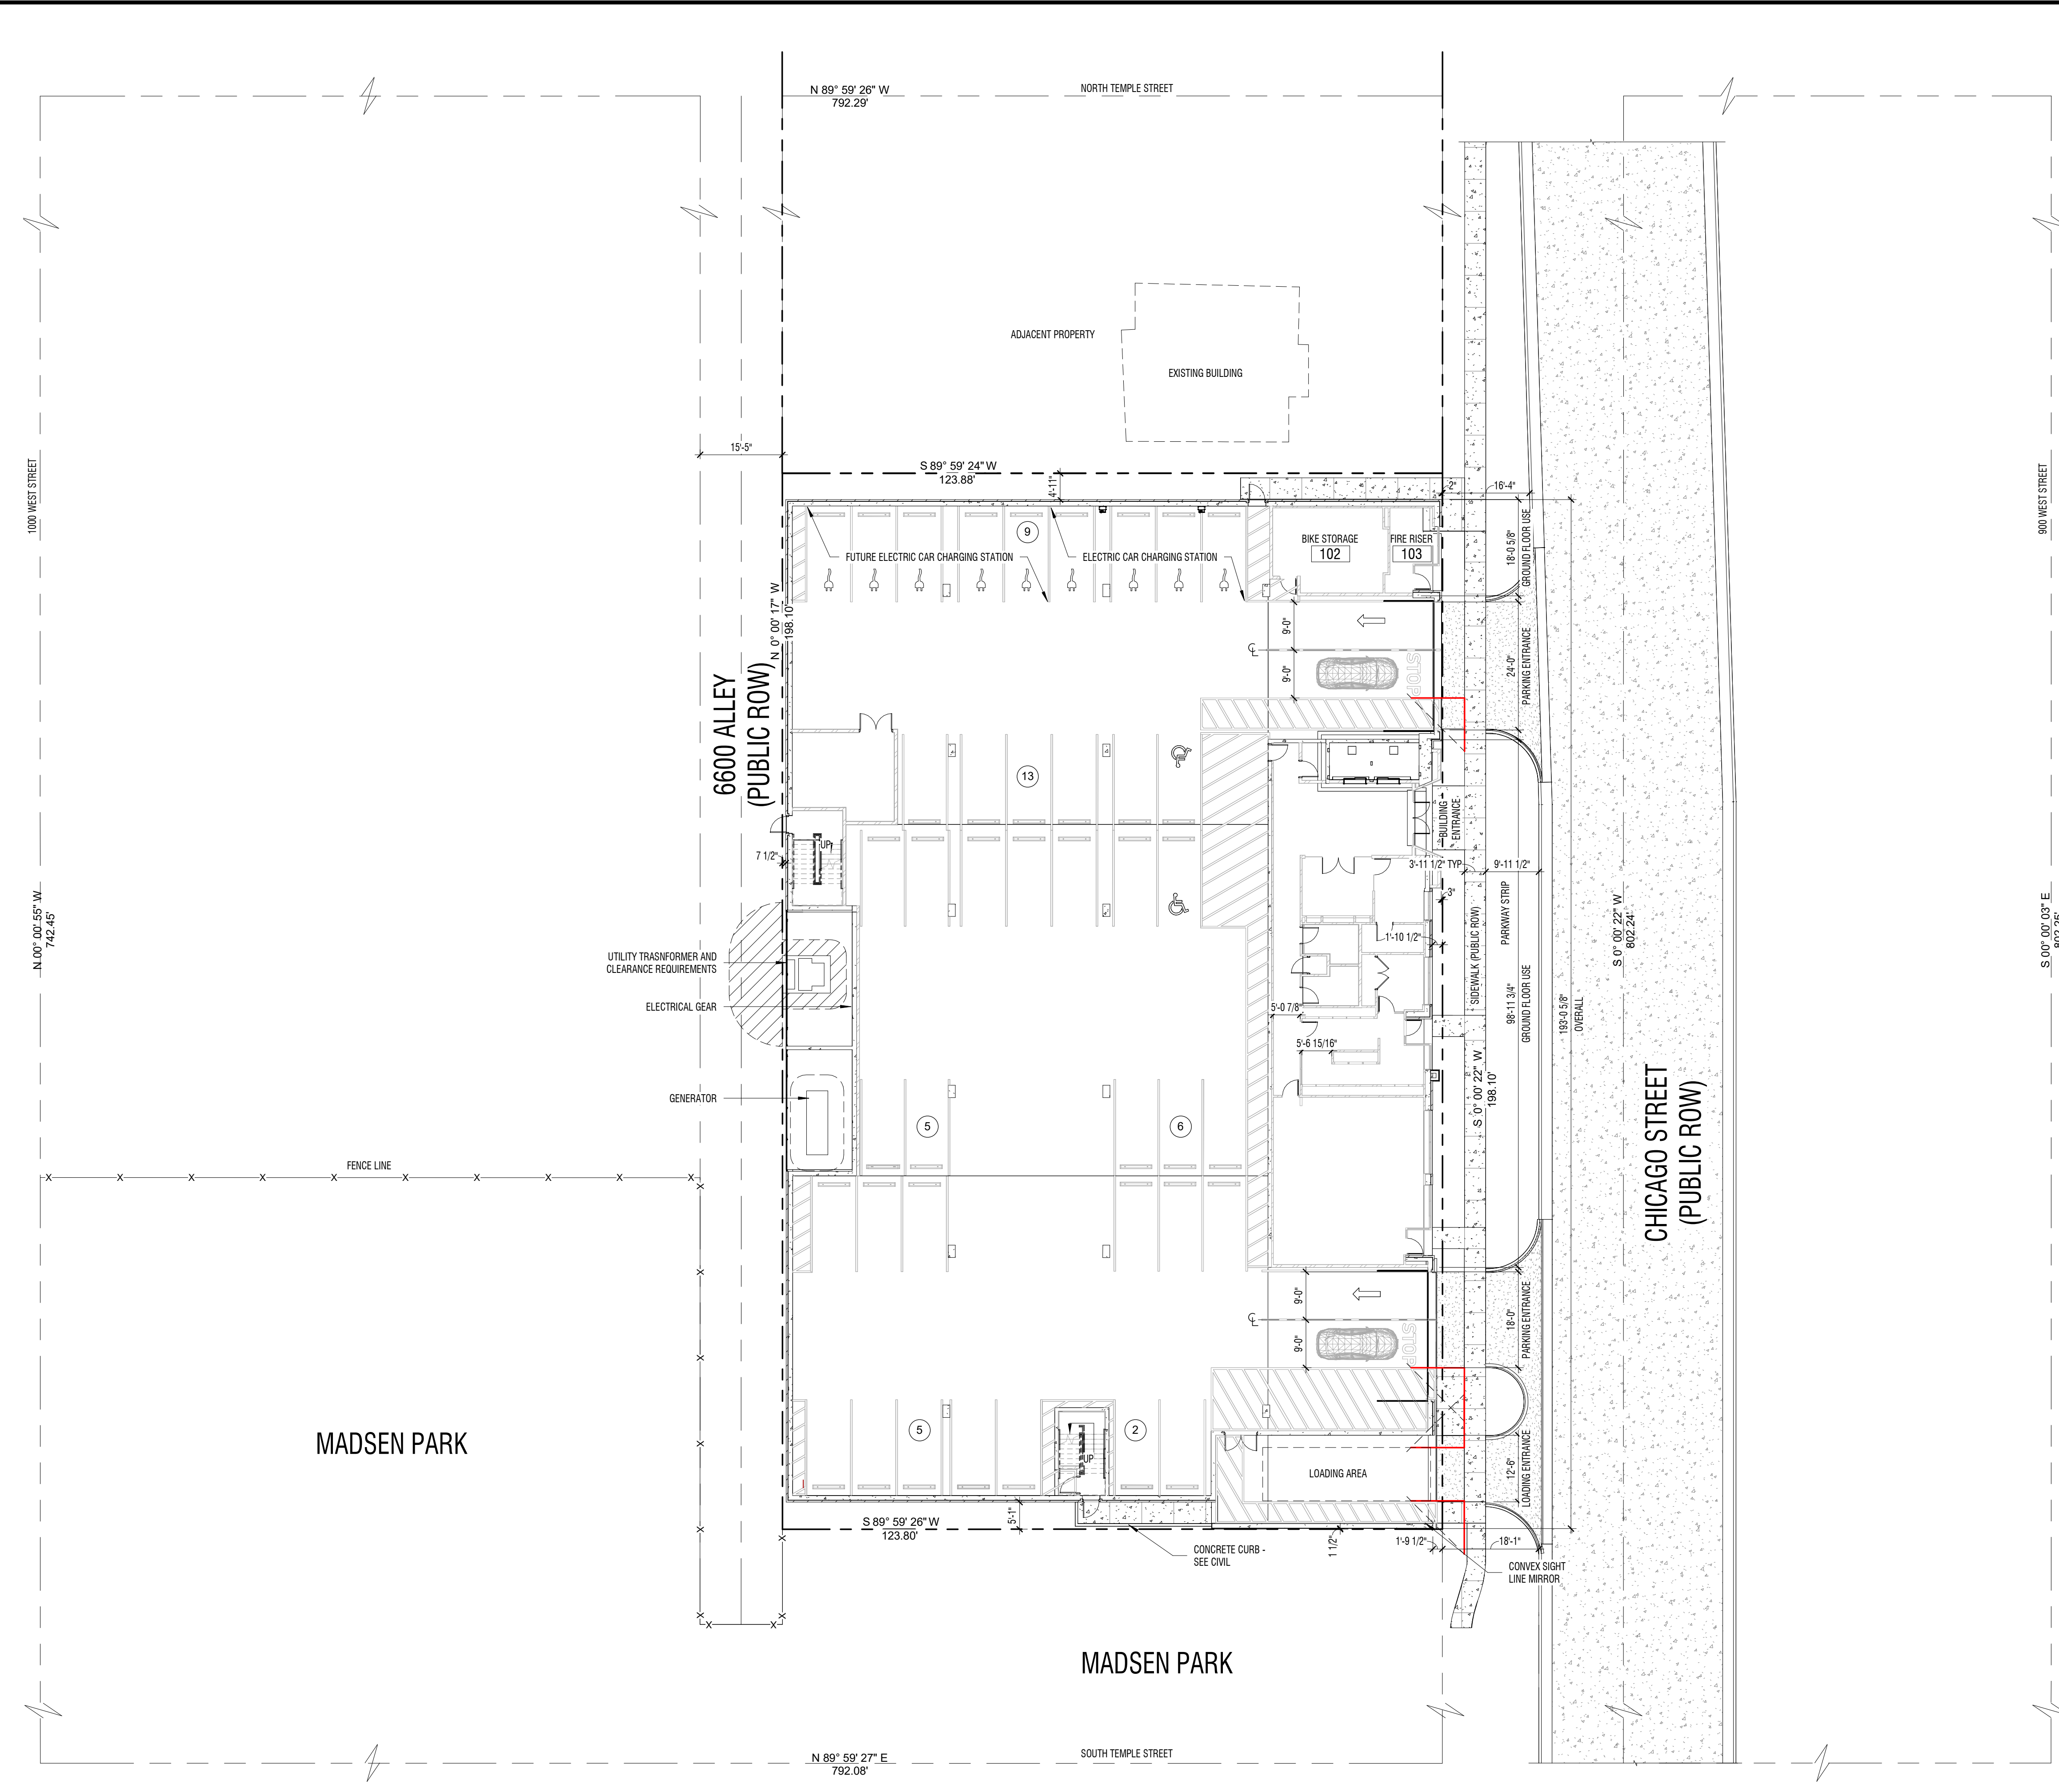 NORTH TEMPLE STREET
N 89° 59' 26" W
792.29'
ADJACENT PROPERTY
EXISTING BUILDING
1000 WEST STREET
900 WEST STREET
15'-5"
S 89° 59' 24" W
123.88'
4'-11"
2"
16'-4"
9
BIKE STORAGE
102
FIRE RISER
103
FUTURE ELECTRIC CAR CHARGING STATION
ELECTRIC CAR CHARGING STATION
18'-0 5/8"
GROUND FLOOR USE
N 0° 00' 17" W
198.10'
6600 ALLEY
(PUBLIC ROW)
9'-0"
9'-0"
STOP
24'-0"
PARKING ENTRANCE
13
BUILDING
ENTRANCE
UP
7 1/2"
3'-11 1/2" TYP
9'-11 1/2"
3"
N 00° 00' 55" W
742.45'
UTILITY TRASNFORMER AND
CLEARANCE REQUIREMENTS
ELECTRICAL GEAR
GENERATOR
1'-10 1/2"
5'-0 7/8"
5'-6 15/16"
SIDEWALK (PUBLIC ROW)
PARKWAY STRIP
98'-11 3/4"
GROUND FLOOR USE
193'-0 5/8"
OVERALL
S 0° 00' 22" W
802.24'
S 00° 00' 03" E
S 0° 00' 22" W
198.10'
CHICAGO STREET
(PUBLIC ROW)
5
6
FENCE LINE
9'-0"
9'-0"
STOP
18'-0"
PARKING ENTRANCE
MADSEN PARK
5
2
UP
LOADING AREA
12'-6"
LOADING ENTRANCE
S 89° 59' 26" W
123.80'
5'-1"
CONCRETE CURB -
SEE CIVIL
1 1/2"
1'-9 1/2"
18'-1"
CONVEX SIGHT
LINE MIRROR
MADSEN PARK
SOUTH TEMPLE STREET
N 89° 59' 27" E
792.08'